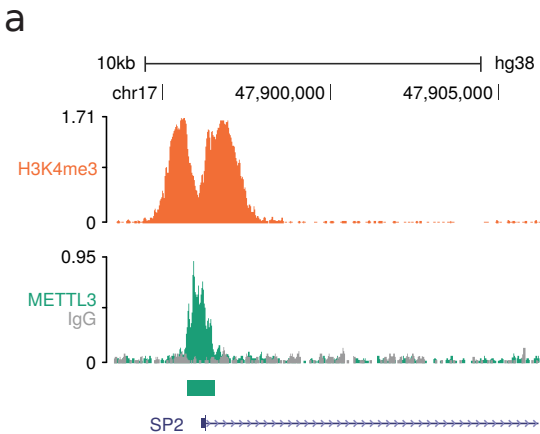 a
10kb hg38
chr17 47,900,000 47,905,000
1.71
H3K4me3
0
0.95
METTL3
IgG
0
SP2